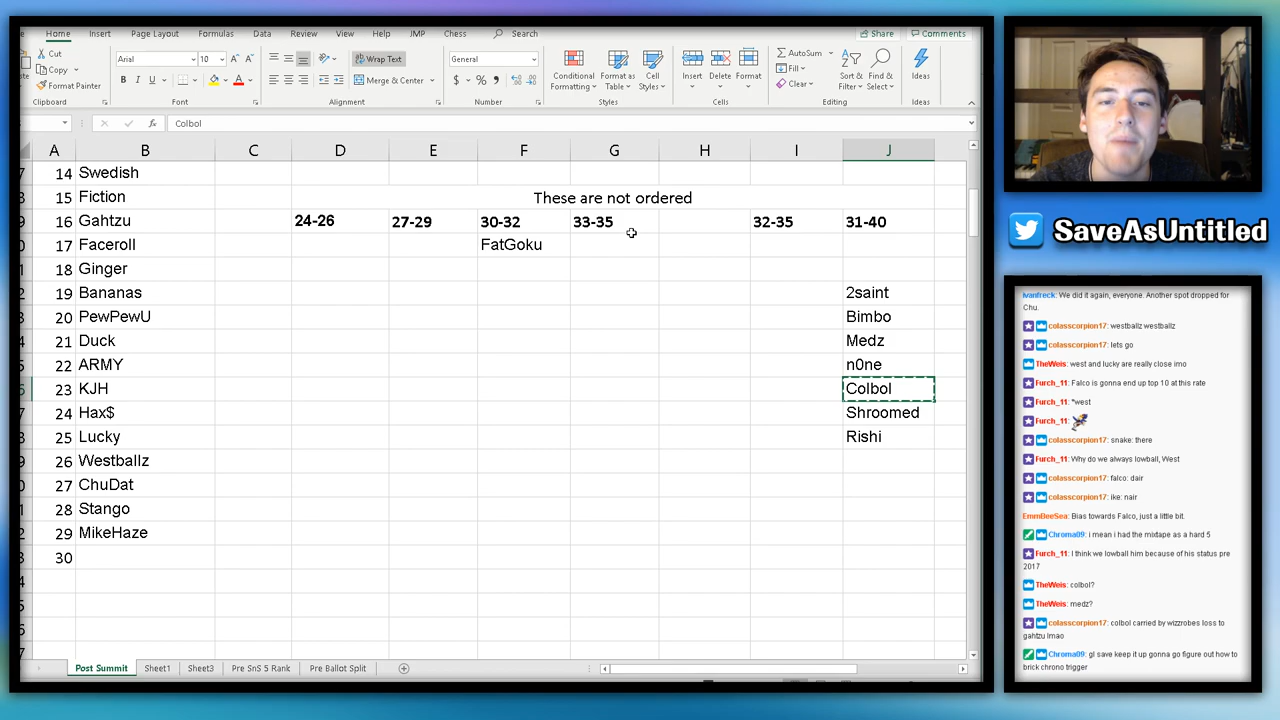 Home Insert Page Layout Formulas Data Review View Help JMP Chess Search Share Comments
Cut
Copy
Format Painter
Clipboard
Arial 10
B I U
Font
Wrap Text
Merge & Center
Alignment
General
$ % ,
Number
Conditional Formatting
Format as Table
Cell Styles
Styles
Insert Delete Format
Cells
AutoSum
Fill
Clear
Sort & Filter
Find & Select
Editing
Ideas
Ideas
fx Colbol
A B C D E F G H I J
14 Swedish
15 Fiction These are not ordered
16 Gahtzu 24-26 27-29 30-32 33-35 32-35 31-40
17 Faceroll FatGoku
18 Ginger
19 Bananas 2saint
20 PewPewU Bimbo
21 Duck Medz
22 ARMY n0ne
23 KJH Colbol
24 Hax$ Shroomed
25 Lucky Rishi
26 Westballz
27 ChuDat
28 Stango
29 MikeHaze
30
Post Summit Sheet1 Sheet3 Pre SnS 5 Rank Pre Ballot Split
SaveAsUntitled
ivanfreck: We did it again, everyone. Another spot dropped for
Chu.
colasscorpion17: westballz westballz
colasscorpion17: lets go
TheWeis: west and lucky are really close imo
Furch_11: Falco is gonna end up top 10 at this rate
Furch_11: *west
Furch_11:
colasscorpion17: snake: there
Furch_11: Why do we always lowball, West
colasscorpion17: falco: dair
colasscorpion17: ike: nair
EmmBeeSea: Bias towards Falco, just a little bit.
Chroma09: i mean i had the mixtape as a hard 5
Furch_11: I think we lowball him because of his status pre
2017
TheWeis: colbol?
TheWeis: medz?
colasscorpion17: colbol carried by wizzrobes loss to
gahtzu lmao
Chroma09: gl save keep it up gonna go figure out how to
brick chrono trigger